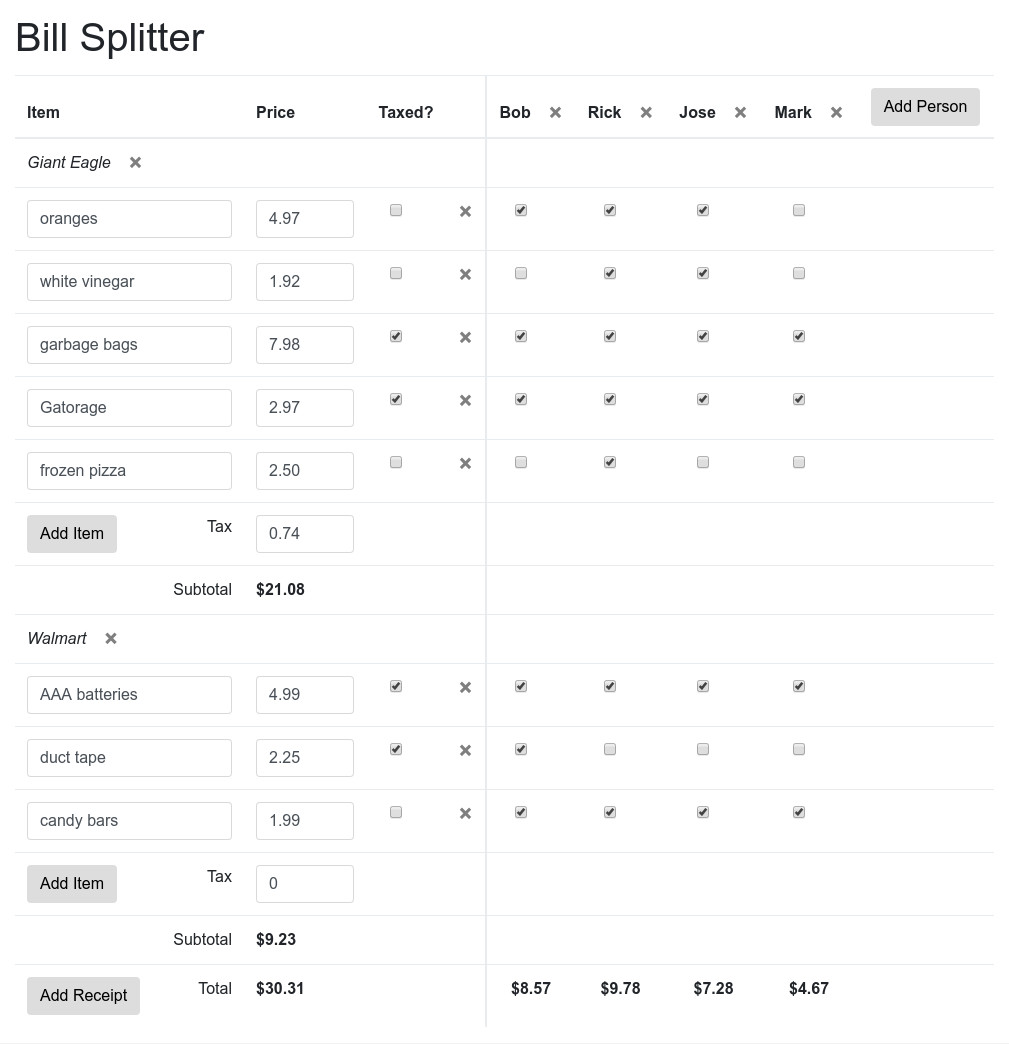 Bill Splitter
Item Price Taxed? Bob Rick Jose Mark Add Person
Giant Eagle
oranges 4.97
white vinegar 1.92
garbage bags 7.98
Gatorage 2.97
frozen pizza 2.50
Add Item Tax 0.74
Subtotal $21.08
Walmart
AAA batteries 4.99
duct tape 2.25
candy bars 1.99
Add Item Tax 0
Subtotal $9.23
Add Receipt Total $30.31 $8.57 $9.78 $7.28 $4.67